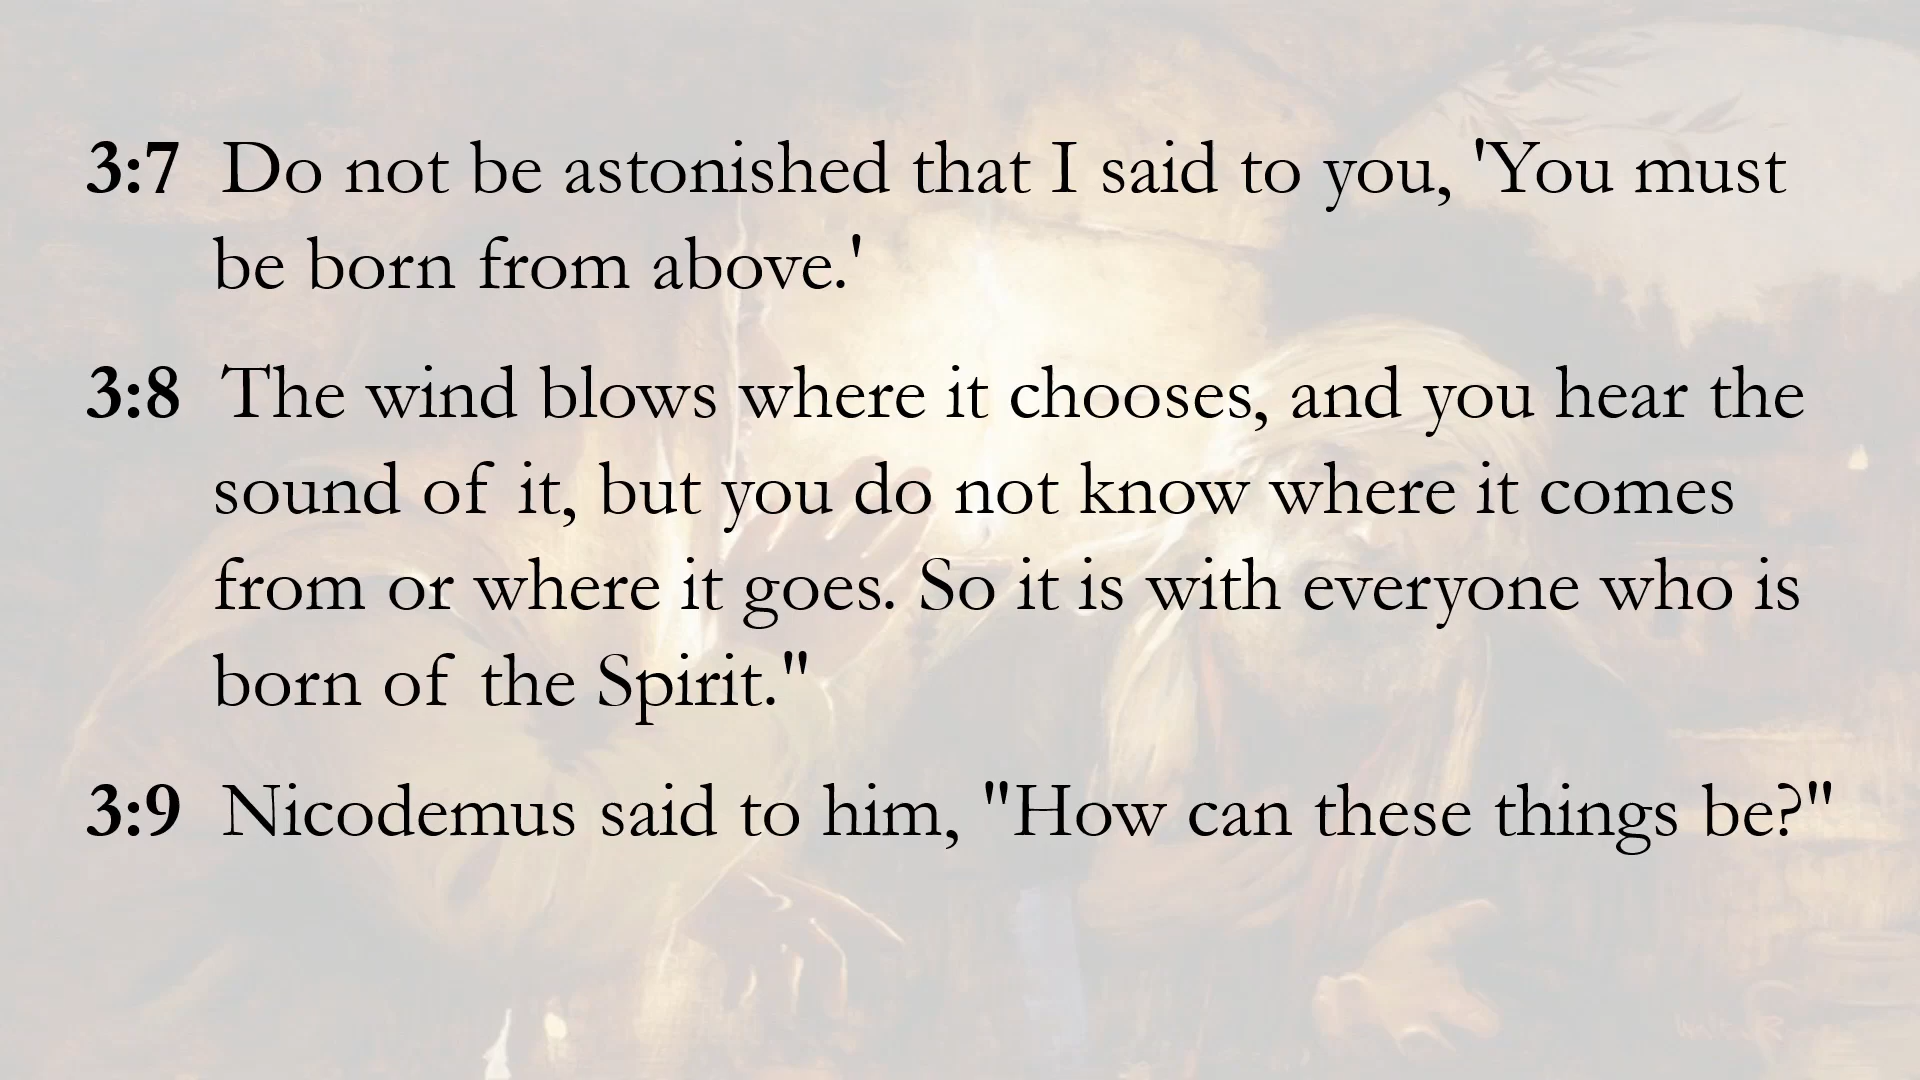 3:7 Do not be astonished that I said to you, 'You must
be born from above.'
3:8 The wind blows where it chooses, and you hear the
sound of it, but you do not know where it comes
from or where it goes. So it is with everyone who is
born of the Spirit."
3:9 Nicodemus said to him, "How can these things be?"